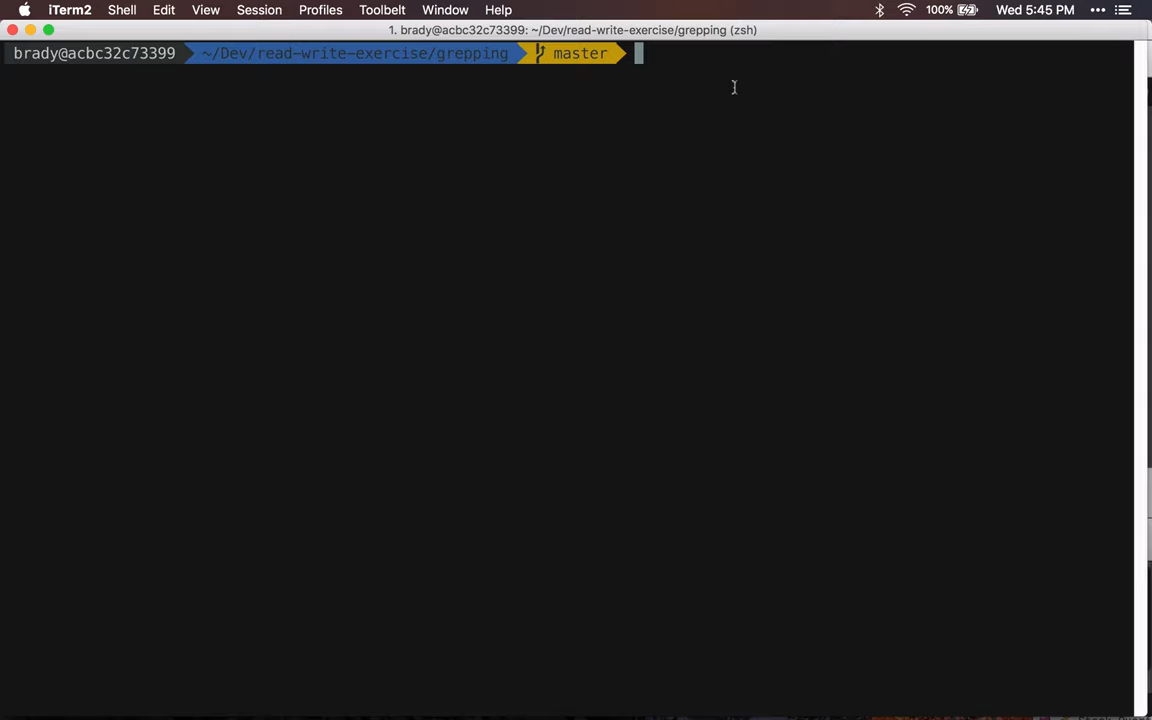 iTerm2 Shell Edit View Session Profiles Toolbelt Window Help 100% Wed 5:45 PM
1. brady@acbc32c73399: ~/Dev/read-write-exercise/grepping (zsh)
brady@acbc32c73399 ~/Dev/read-write-exercise/grepping master